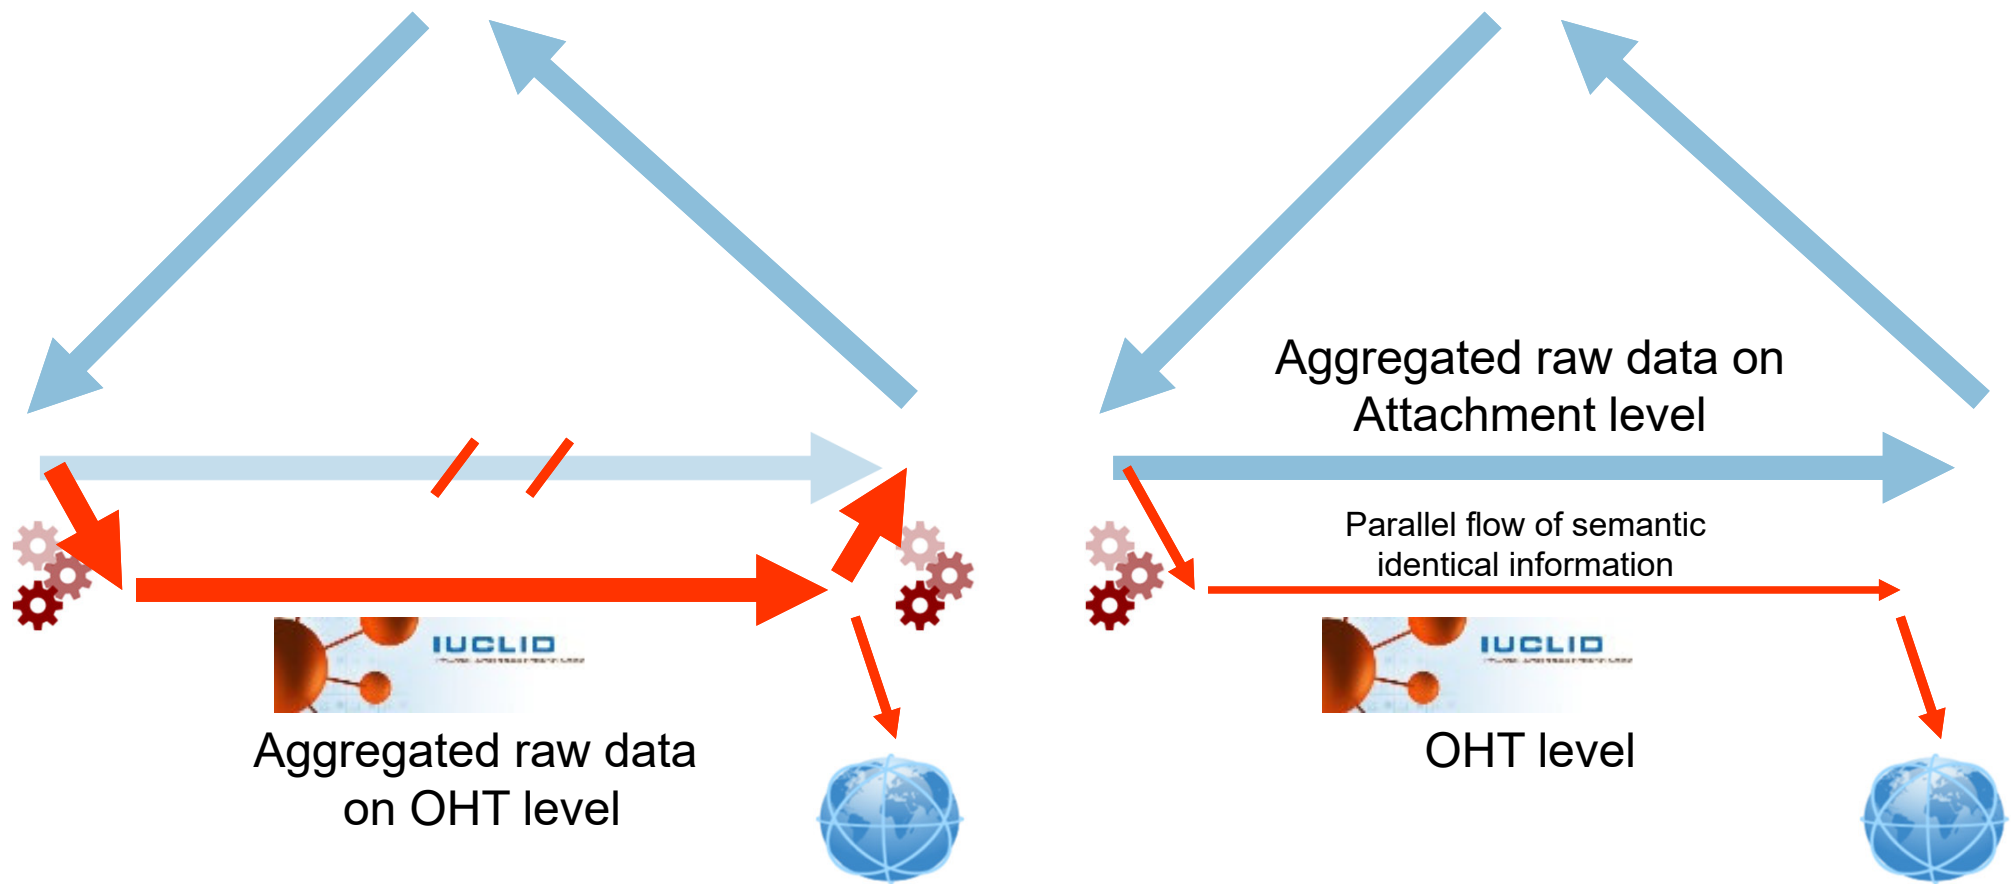 Aggregated raw data on
Attachment level
Parallel flow of semantic
identical information
IUCLID
IUCLID
Aggregated raw data
on OHT level
OHT level